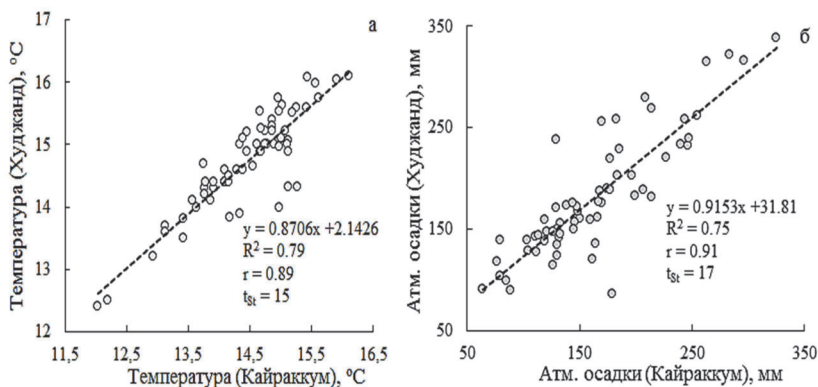 а
Температура (Худжанд), °С
17
16
15
14
13
12
y = 0.8706x +2.1426
R² = 0.79
r = 0.89
tSt = 15
11,5 12,5 13,5 14,5 15,5 16,5
Температура (Кайраккум), °С
б
Атм. осадки (Худжанд), мм
350
250
150
50
y = 0.9153x +31.81
R² = 0.75
r = 0.91
tSt = 17
50 150 250 350
Атм. осадки (Кайраккум), мм